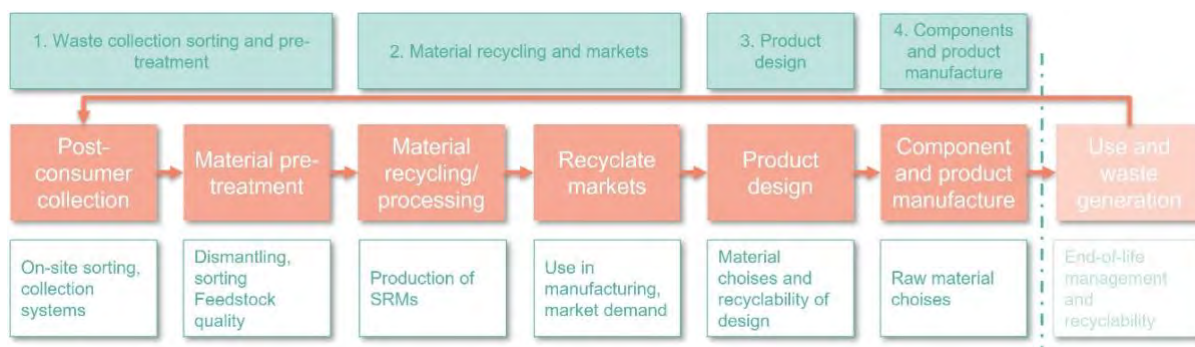 1. Waste collection sorting and pre-
treatment
2. Material recycling and markets
3. Product
design
4. Components
and product
manufacture
Post-
consumer
collection
Material pre-
treatment
Material
recycling/
processing
Recyclate
markets
Product
design
Component
and product
manufacture
Use and
waste
generation
On-site sorting,
collection
systems
Dismantling,
sorting
Feedstock
quality
Production of
SRMs
Use in
manufacturing,
market demand
Material
choises and
recyclability of
design
Raw material
choises
End-of-life
management
and
recyclability